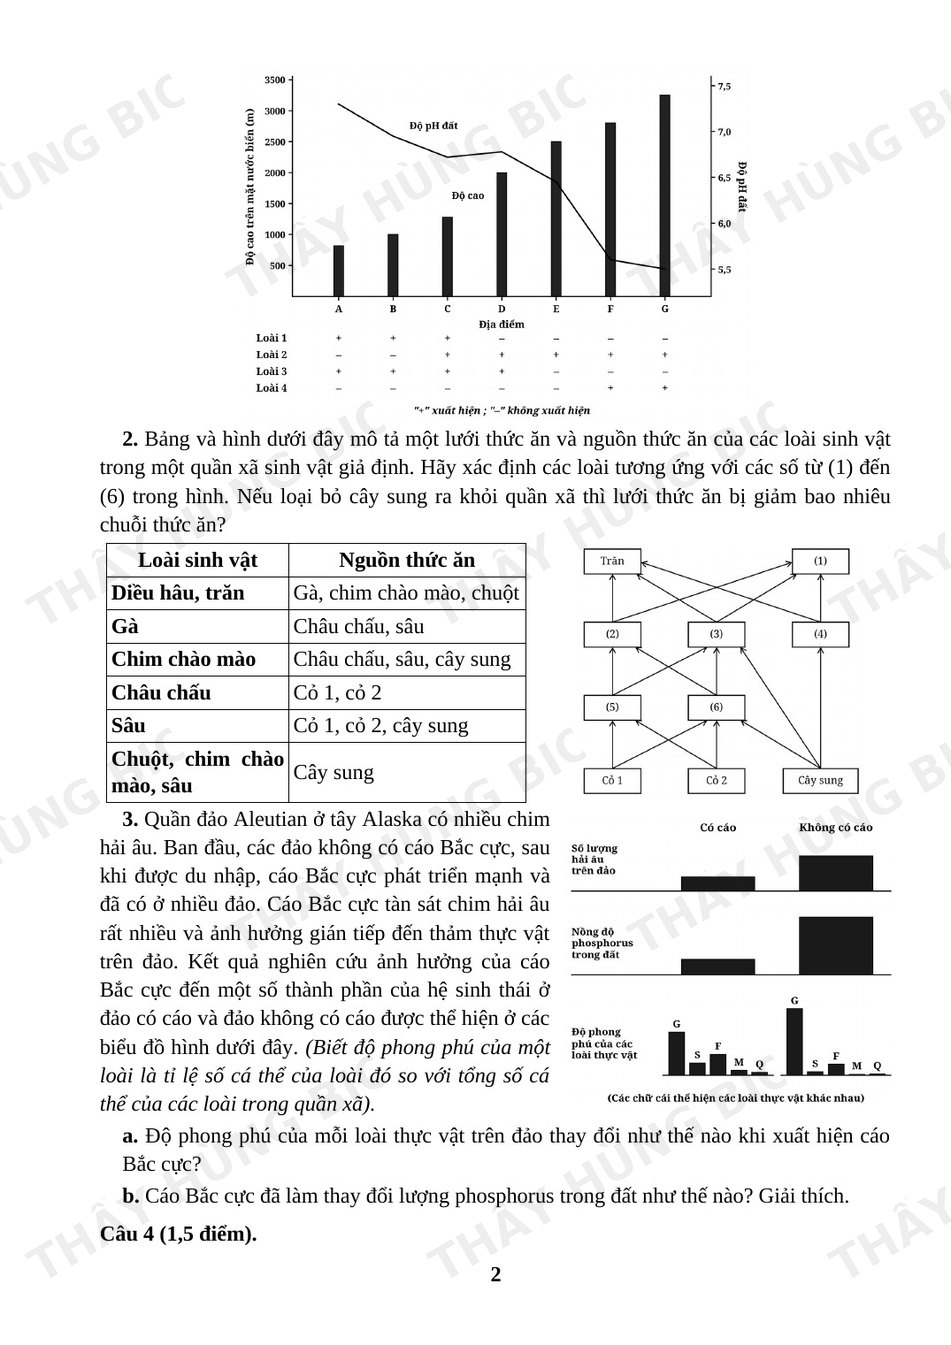 3500
3000
2500
2000
1500
1000
500
Độ cao trên mặt nước biển (m)
Độ pH đất
Độ cao
7,5
7,0
6,5
6,0
5,5
Độ pH đất
A B C D E F G
Địa điểm
Loài 1 + + + – – – –
Loài 2 – – + + + + +
Loài 3 + + + + – – –
Loài 4 – – – – – + +
"+" xuất hiện ; "–" không xuất hiện
2. Bảng và hình dưới đây mô tả một lưới thức ăn và nguồn thức ăn của các loài sinh vật
trong một quần xã sinh vật giả định. Hãy xác định các loài tương ứng với các số từ (1) đến
(6) trong hình. Nếu loại bỏ cây sung ra khỏi quần xã thì lưới thức ăn bị giảm bao nhiêu
chuỗi thức ăn?
Loài sinh vật Nguồn thức ăn
Diều hâu, trăn Gà, chim chào mào, chuột
Gà Châu chấu, sâu
Chim chào mào Châu chấu, sâu, cây sung
Châu chấu Cỏ 1, cỏ 2
Sâu Cỏ 1, cỏ 2, cây sung
Chuột, chim chào
mào, sâu
Cây sung
Trăn (1)
(2) (3) (4)
(5) (6)
Cỏ 1 Cỏ 2 Cây sung
3. Quần đảo Aleutian ở tây Alaska có nhiều chim
hải âu. Ban đầu, các đảo không có cáo Bắc cực, sau
khi được du nhập, cáo Bắc cực phát triển mạnh và
đã có ở nhiều đảo. Cáo Bắc cực tàn sát chim hải âu
rất nhiều và ảnh hưởng gián tiếp đến thảm thực vật
trên đảo. Kết quả nghiên cứu ảnh hưởng của cáo
Bắc cực đến một số thành phần của hệ sinh thái ở
đảo có cáo và đảo không có cáo được thể hiện ở các
biểu đồ hình dưới đây. (Biết độ phong phú của một
loài là tỉ lệ số cá thể của loài đó so với tổng số cá
thể của các loài trong quần xã).
Có cáo Không có cáo
Số lượng
hải âu
trên đảo
Nồng độ
phosphorus
trong đất
Độ phong
phú của các
loài thực vật
G S F M Q
G S F M Q
(Các chữ cái thể hiện các loài thực vật khác nhau)
a. Độ phong phú của mỗi loài thực vật trên đảo thay đổi như thế nào khi xuất hiện cáo
Bắc cực?
b. Cáo Bắc cực đã làm thay đổi lượng phosphorus trong đất như thế nào? Giải thích.
Câu 4 (1,5 điểm).
2
THẦY HÙNG BIC